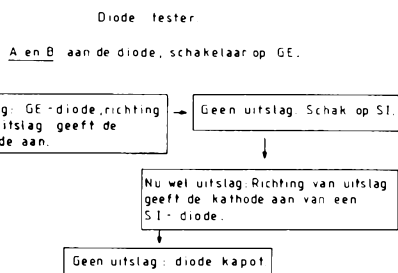 Diode tester.
A en B aan de diode, schakelaar op GE.
GE-diode, richting
geeft de
aan.
Geen uitslag. Schak op SI.
Nu wel uitslag: Richting van uitslag
geeft de kathode aan van een
SI- diode.
Geen uitslag: diode kapot